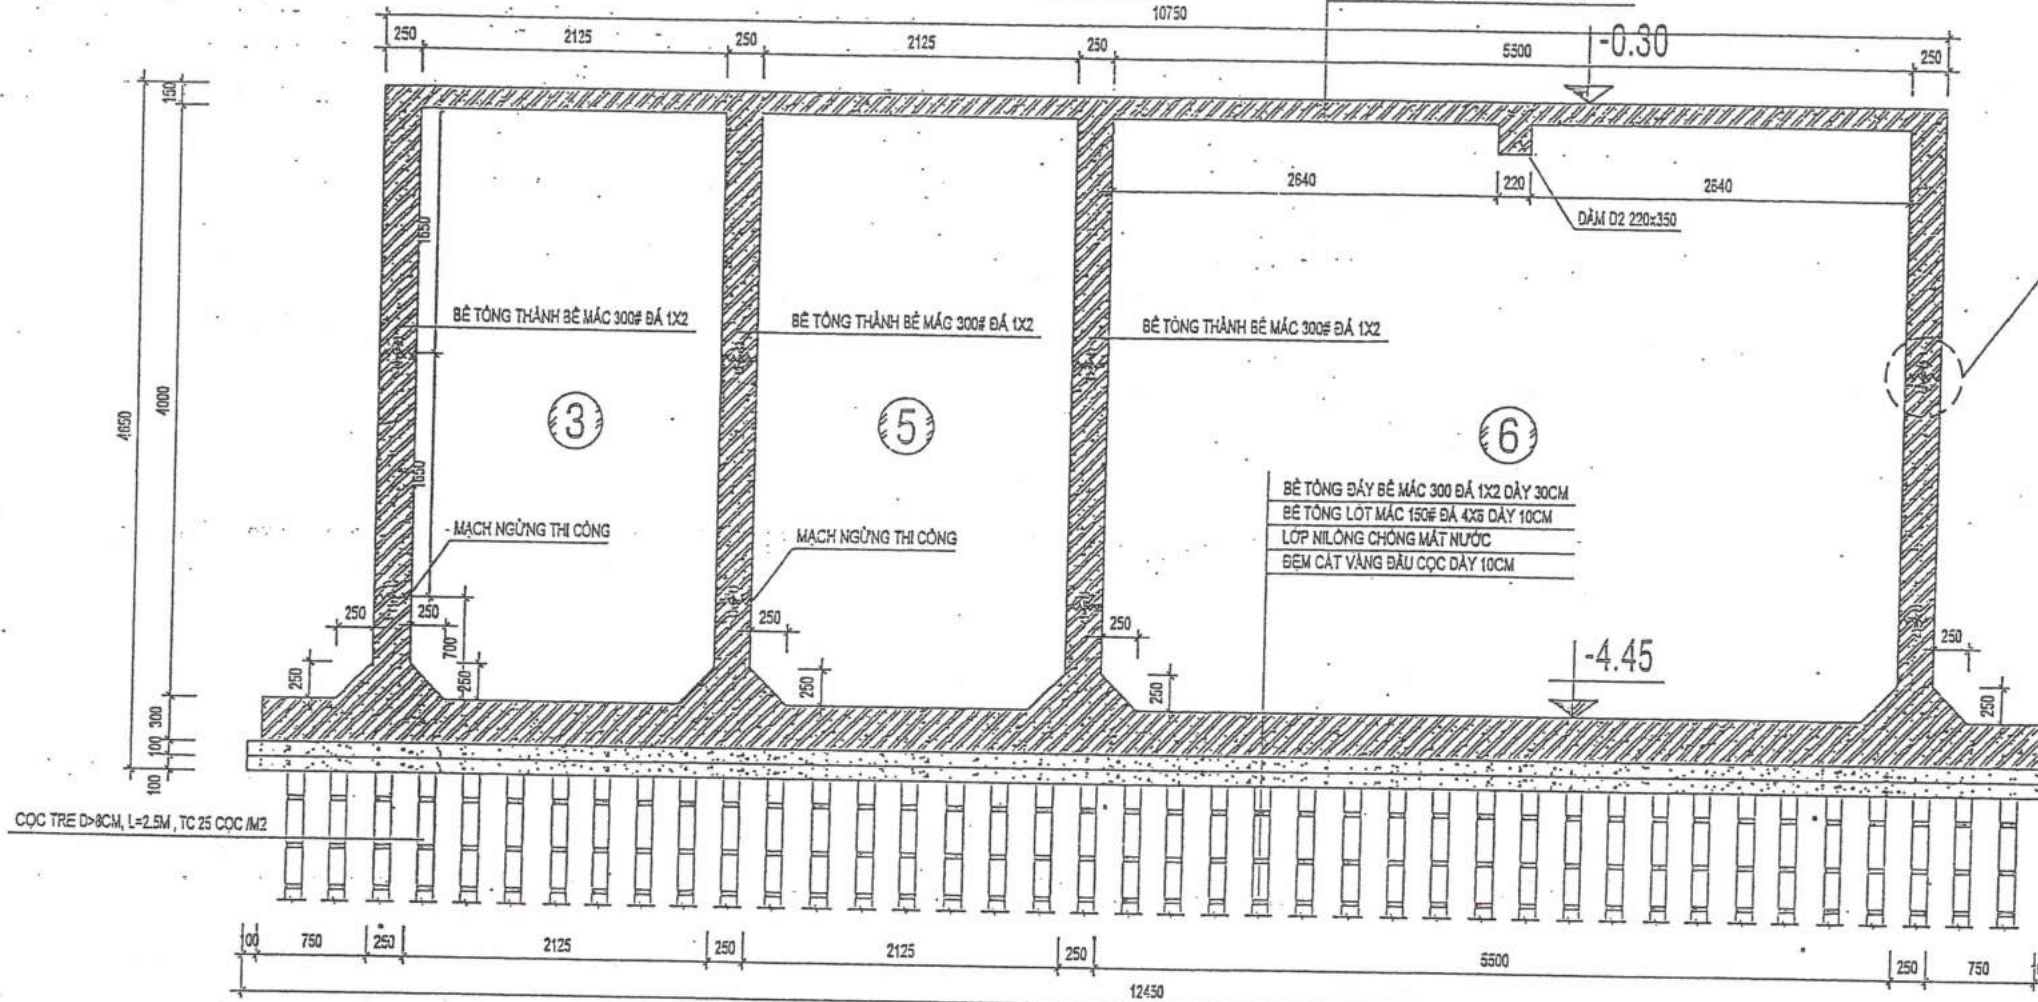 10750
250 2125 250 2125 250 5500 250
-0.30
150
4000
4650
300
100
100
1650
1650
2640 220 2640
DẦM D2 220x350
BÊ TÔNG THÀNH BỂ MÁC 300# ĐÁ 1X2
BÊ TÔNG THÀNH BỂ MÁC 300# ĐÁ 1X2
BÊ TÔNG THÀNH BỂ MÁC 300# ĐÁ 1X2
3
5
6
BÊ TÔNG ĐÁY BỂ MÁC 300 ĐÁ 1X2 DÀY 30CM
BÊ TÔNG LÓT MÁC 150# ĐÁ 4X6 DÀY 10CM
LỚP NILÔNG CHỐNG MẤT NƯỚC
ĐỆM CÁT VÀNG ĐẦU CỌC DÀY 10CM
MẠCH NGỪNG THI CÔNG
MẠCH NGỪNG THI CÔNG
250 250 250 250 250
700
250 250 250 250 250
-4.45
CỌC TRE D>8CM, L=2.5M , TC 25 CỌC /M2
750 250 2125 250 2125 250 5500 250 750
12450